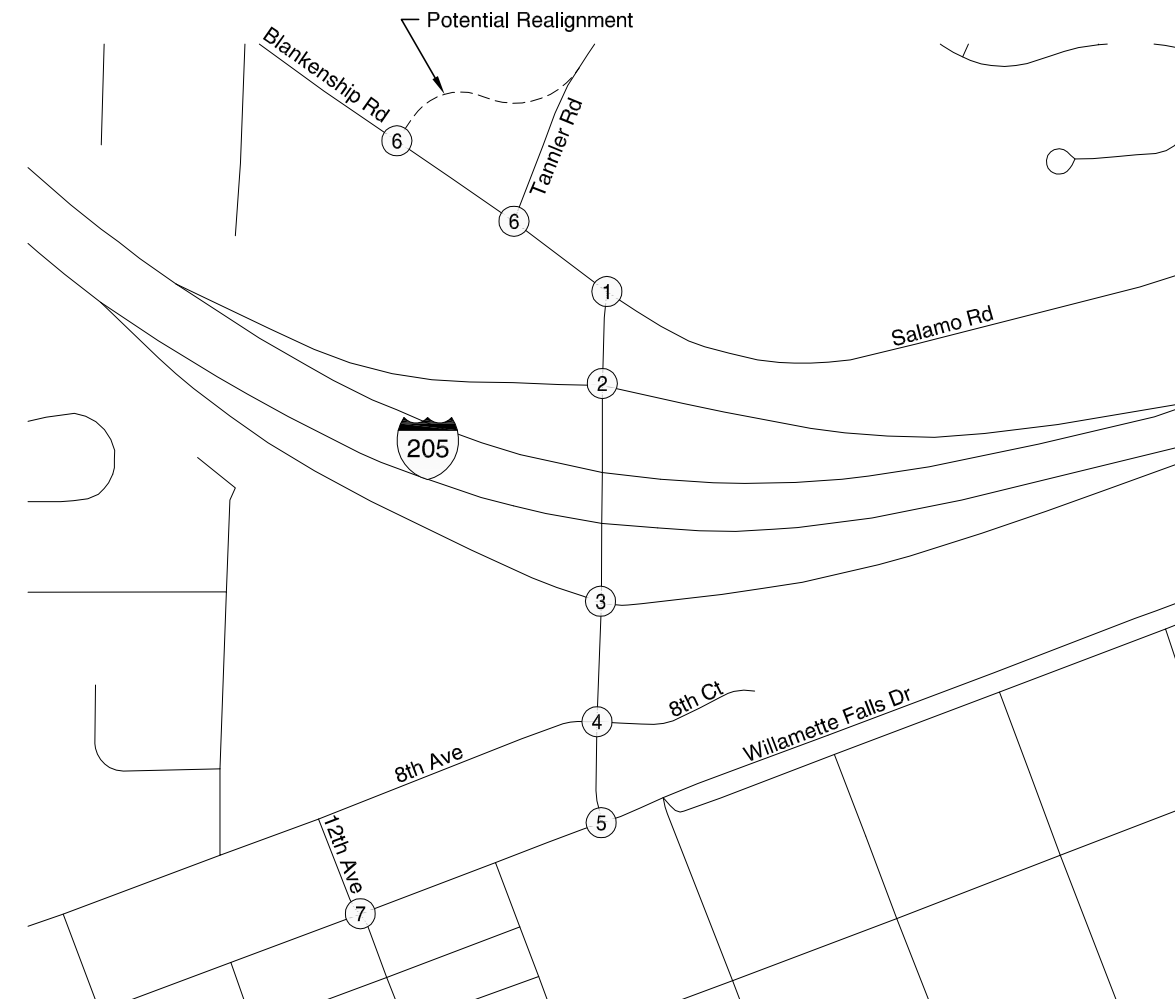 Potential Realignment
Blankenship Rd
6
Tannler Rd
6
1
Salamo Rd
2
205
3
8th Ct
4
Willamette Falls Dr
8th Ave
5
12th Ave
7